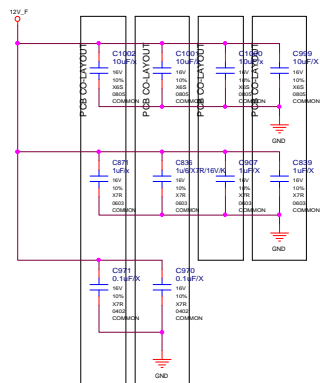 12V_F
PCB CO-LAYOUT
PCB CO-LAYOUT
PCB CO-LAYOUT
PCB CO-LAYOUT
C1002
10uF/x
16V
10%
X6S
0805
COMMON
C1001
10uF/x
16V
10%
X6S
0805
COMMON
C1000
10uF/x
16V
10%
X6S
0805
COMMON
C999
10uF/X
16V
10%
X6S
0805
COMMON
GND
C871
1uF/x
16V
10%
X7R
0603
COMMON
C836
1u/6/X7R/16V/K
16V
10%
X7R
0603
COMMON
C907
1uF/X
16V
10%
X7R
0603
COMMON
C839
1uF/X
16V
10%
X7R
0603
COMMON
GND
C971
0.1uF/X
16V
10%
X7R
0402
COMMON
C970
0.1uF/X
16V
10%
X7R
0402
COMMON
GND